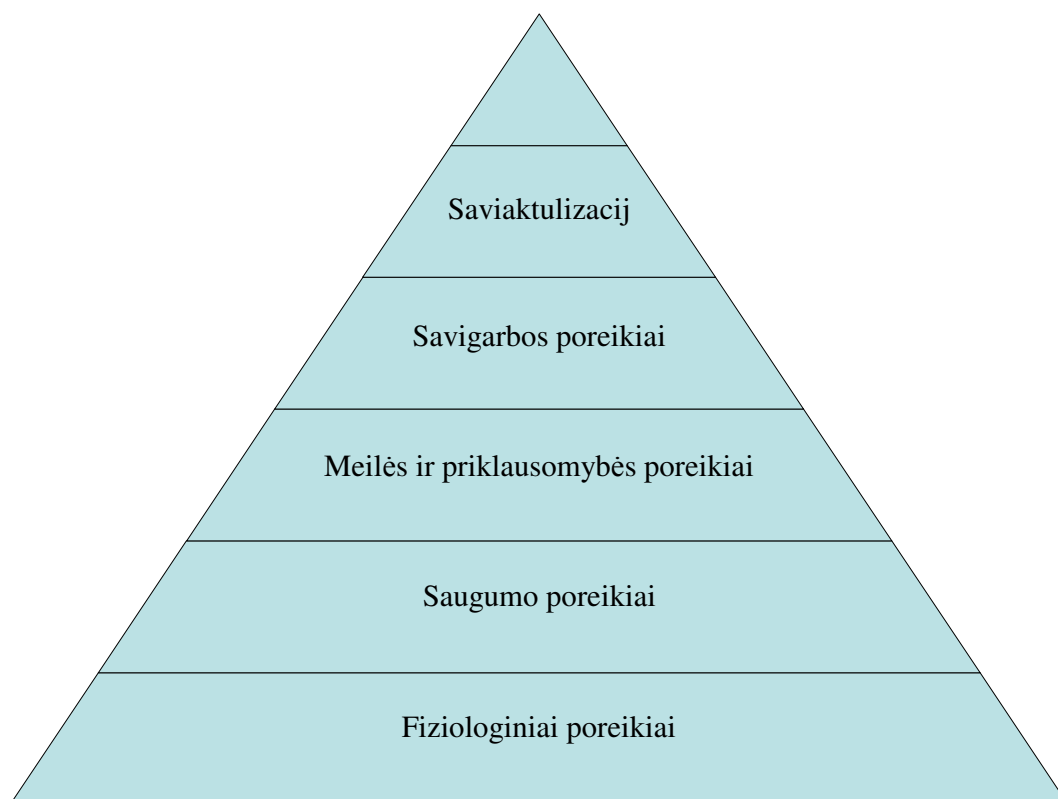 Saviaktulizacij
Savigarbos poreikiai
Meilės ir priklausomybės poreikiai
Saugumo poreikiai
Fiziologiniai poreikiai